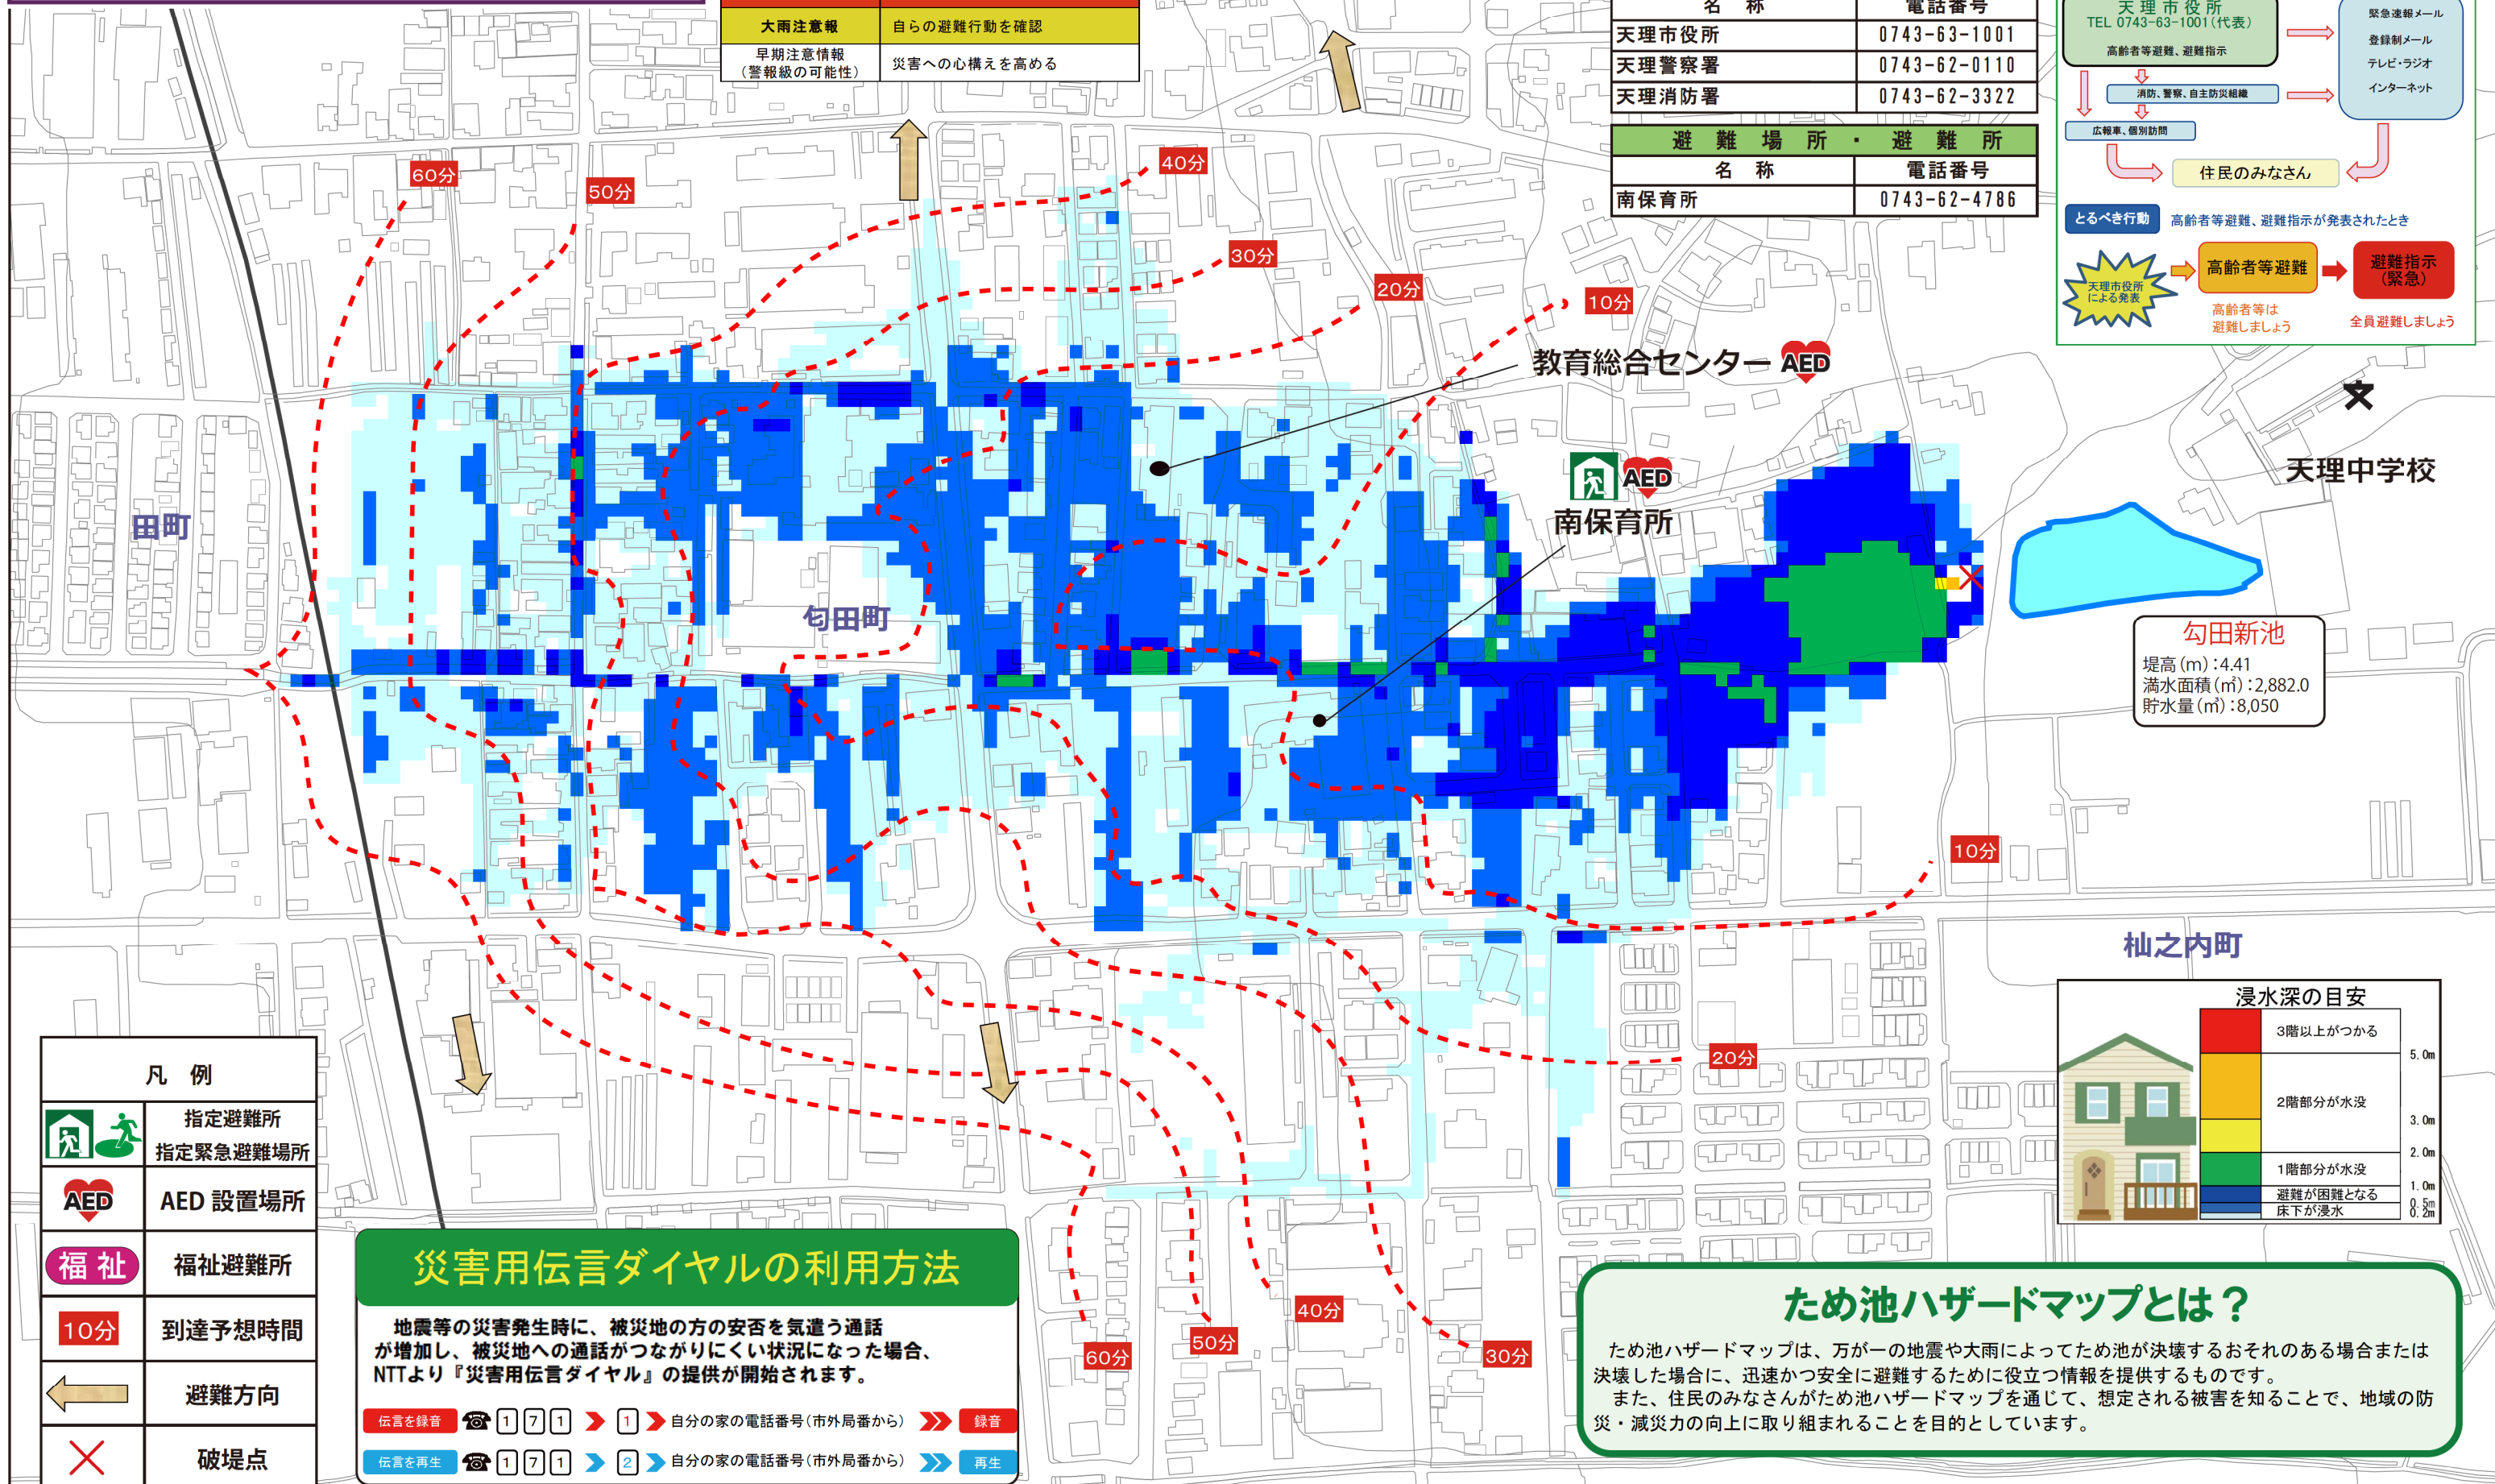 大雨注意報
自らの避難行動を確認
早期注意情報
(警報級の可能性)
災害への心構えを高める
名 称
電話番号
天理市役所
0743-63-1001
天理警察署
0743-62-0110
天理消防署
0743-62-3322
避 難 場 所 ・ 避 難 所
名 称
電話番号
南保育所
0743-62-4786
天理市役所
TEL 0743-63-1001(代表)
高齢者等避難、避難指示
緊急速報メール
登録制メール
テレビ・ラジオ
インターネット
消防、警察、自主防災組織
広報車、個別訪問
住民のみなさん
とるべき行動
高齢者等避難、避難指示が発表されたとき
天理市役所
による発表
高齢者等避難
避難指示
(緊急)
高齢者等は
避難しましょう
全員避難しましょう
60分
50分
40分
30分
20分
10分
教育総合センター
AED
AED
南保育所
天理中学校
田町
勾田町
勾田新池
堤高(m):4.41
満水面積(㎡):2,882.0
貯水量(㎥):8,050
10分
杣之内町
20分
30分
40分
50分
60分
浸水深の目安
3階以上がつかる
5.0m
2階部分が水没
3.0m
2.0m
1階部分が水没
1.0m
避難が困難となる
0.5m
床下が浸水
0.2m
凡 例
指定避難所
指定緊急避難場所
AED
AED 設置場所
福 祉
福祉避難所
10分
到達予想時間
避難方向
破堤点
災害用伝言ダイヤルの利用方法
地震等の災害発生時に、被災地の方の安否を気遣う通話
が増加し、被災地への通話がつながりにくい状況になった場合、
NTTより『災害用伝言ダイヤル』の提供が開始されます。
伝言を録音 ☎ 1 7 1 1 自分の家の電話番号(市外局番から) 録音
伝言を再生 ☎ 1 7 1 2 自分の家の電話番号(市外局番から) 再生
ため池ハザードマップとは?
ため池ハザードマップは、万が一の地震や大雨によってため池が決壊するおそれのある場合または
決壊した場合に、迅速かつ安全に避難するために役立つ情報を提供するものです。
また、住民のみなさんがため池ハザードマップを通じて、想定される被害を知ることで、地域の防
災・減災力の向上に取り組まれることを目的としています。